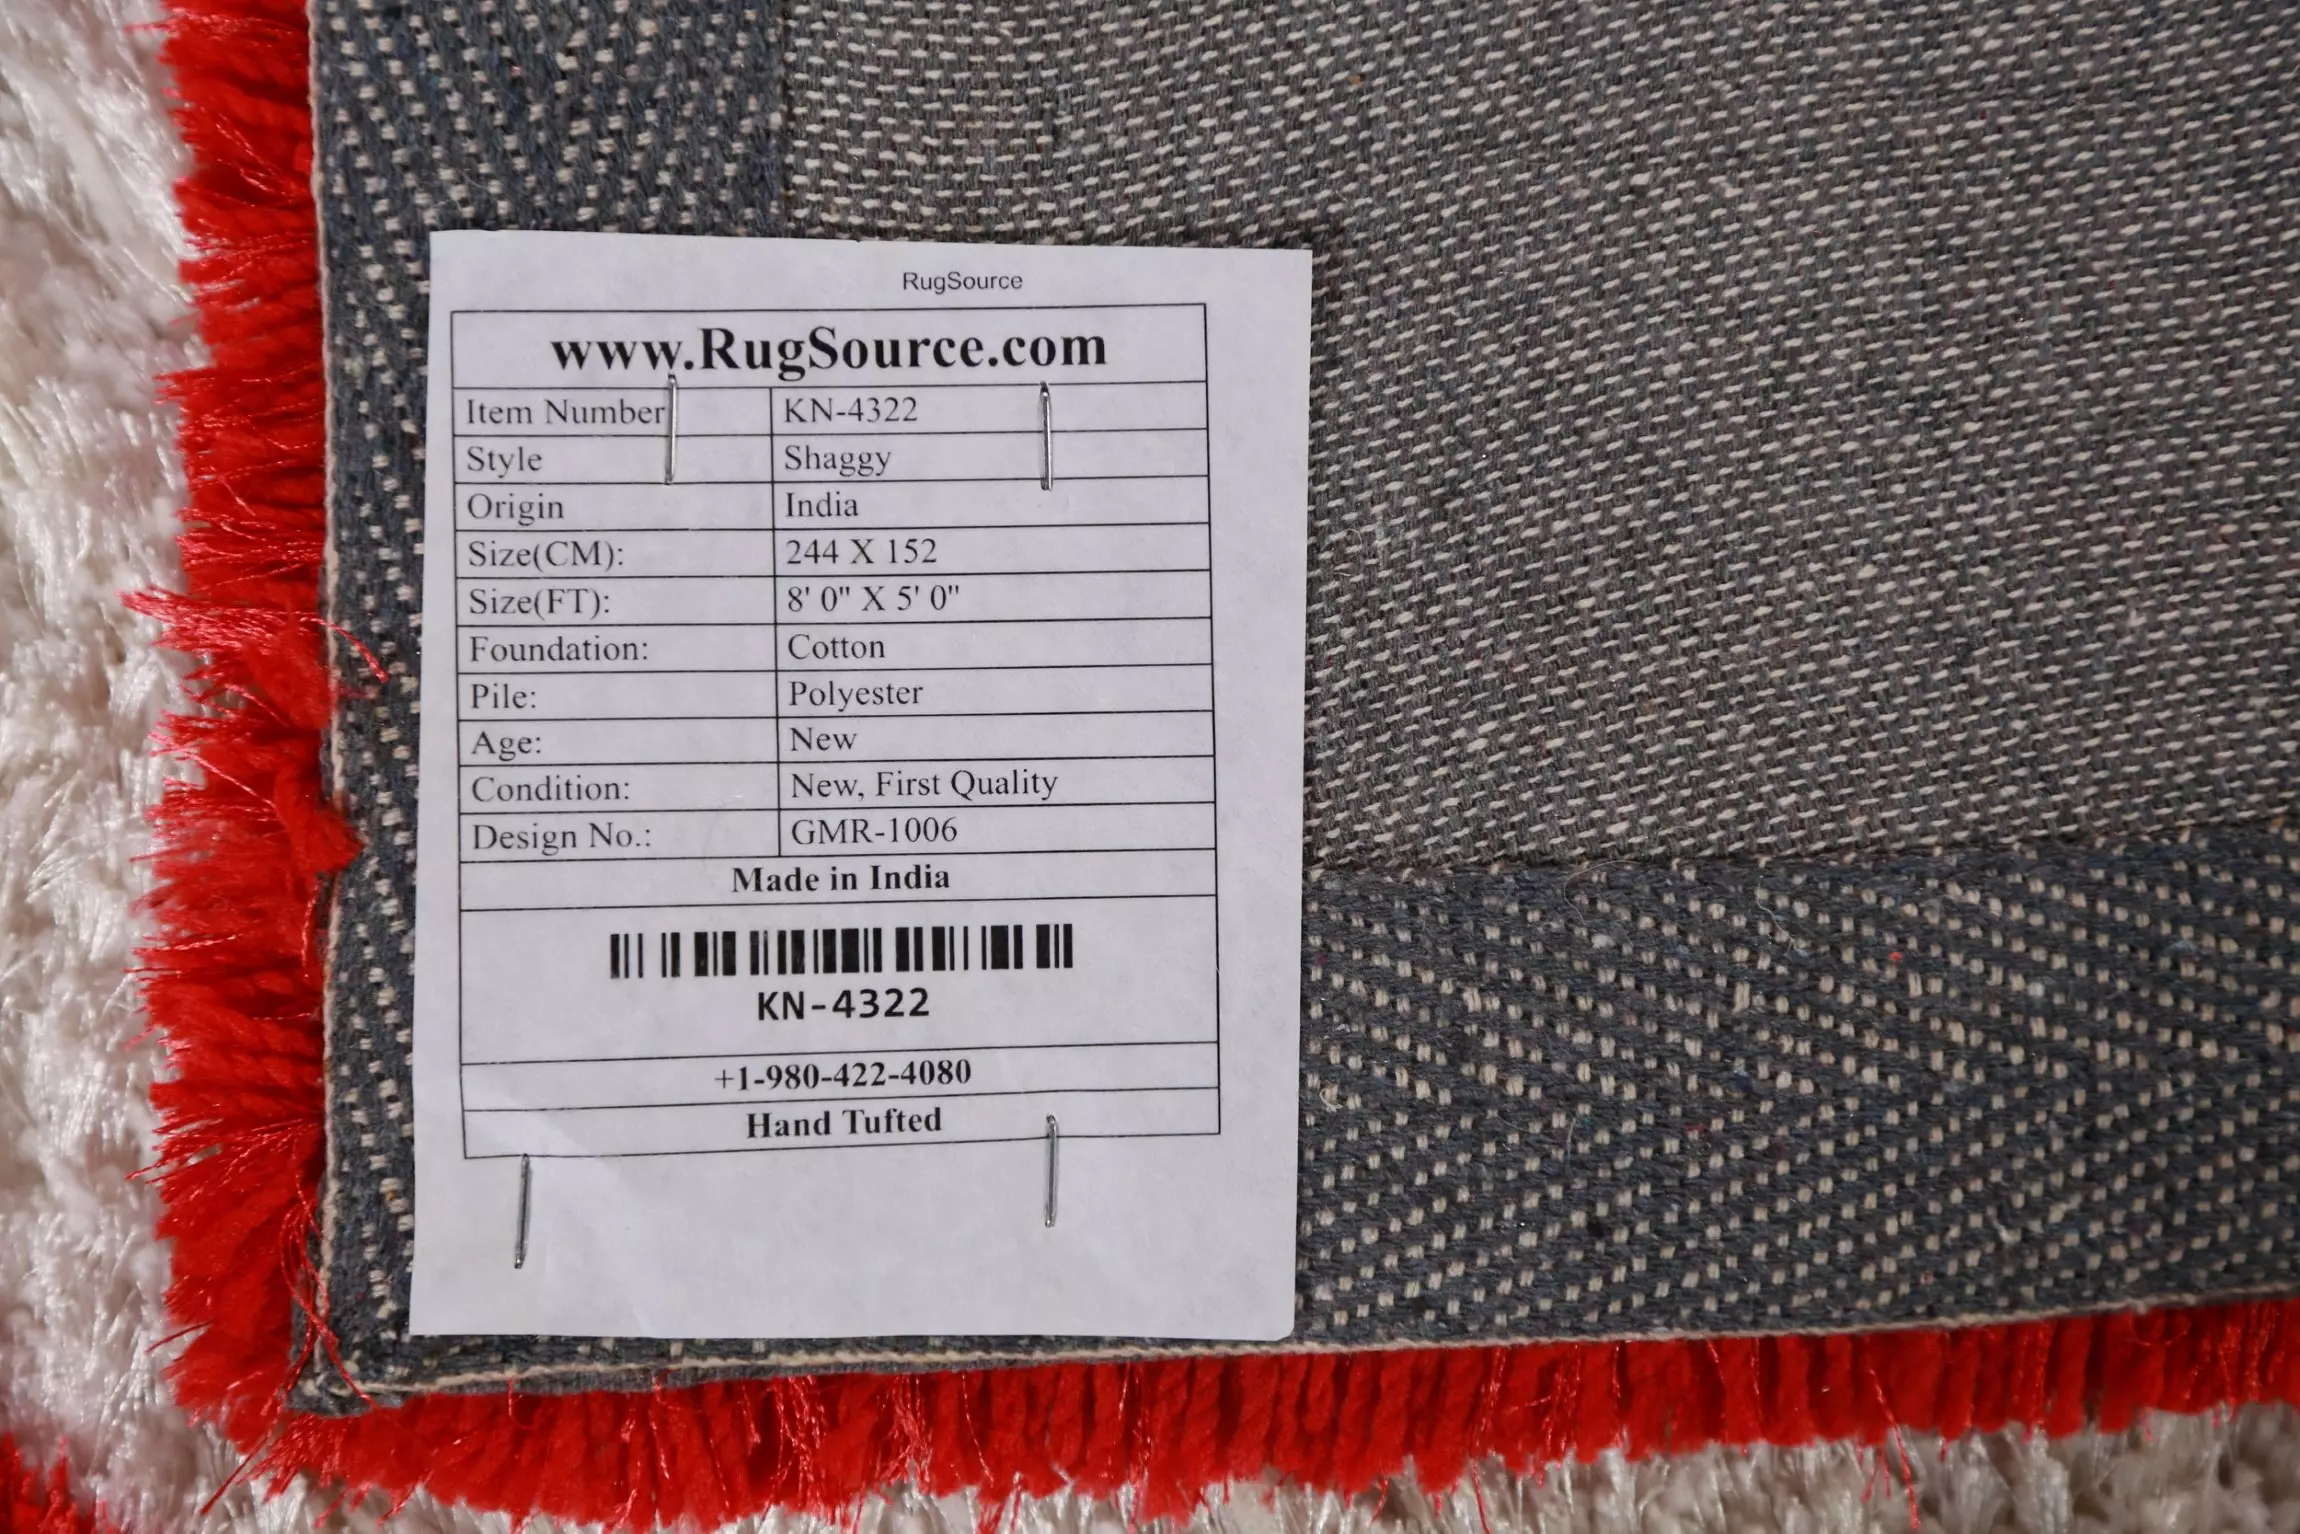 RugSource
www.RugSource.com
Item Number KN-4322
Style Shaggy
Origin India
Size(CM): 244 X 152
Size(FT): 8' 0" X 5' 0"
Foundation: Cotton
Pile: Polyester
Age: New
Condition: New, First Quality
Design No.: GMR-1006
Made in India
KN-4322
+1-980-422-4080
Hand Tufted